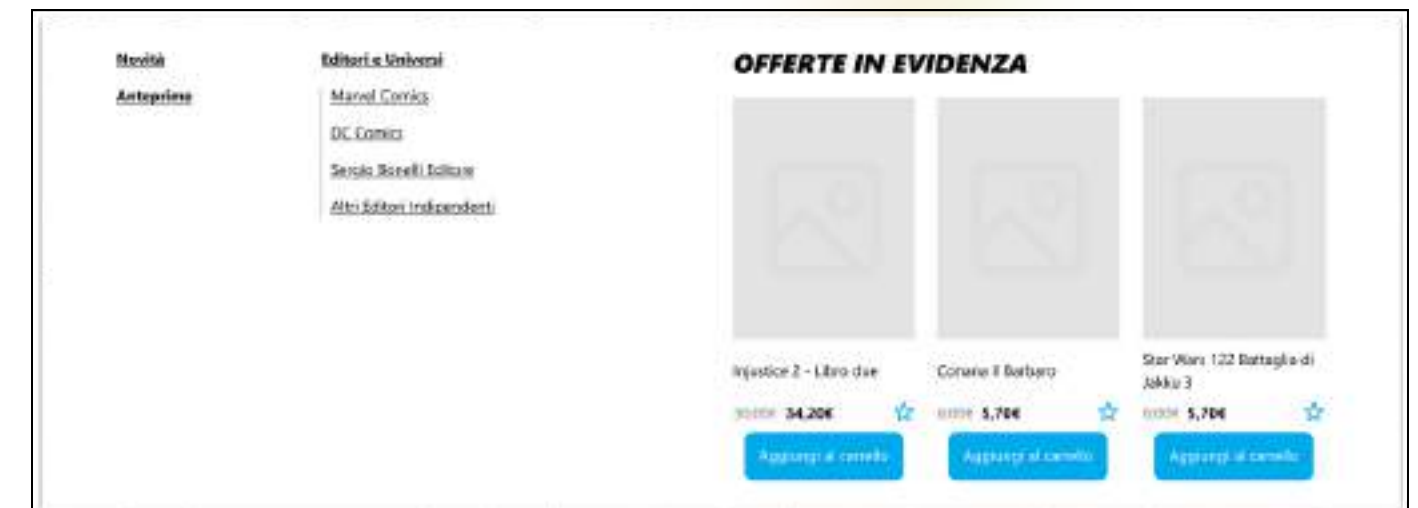 Novità
Anteprime
Editori e Universi
Marvel Comics
DC Comics
Sergio Bonelli Editore
Altri Editori Indipendenti
OFFERTE IN EVIDENZA
Injustice 2 - Libro due
34,20€
Aggiungi al carrello
Conana il Barbaro
5,70€
Aggiungi al carrello
Star Wars 122 Battaglia di
Jakku 3
5,70€
Aggiungi al carrello